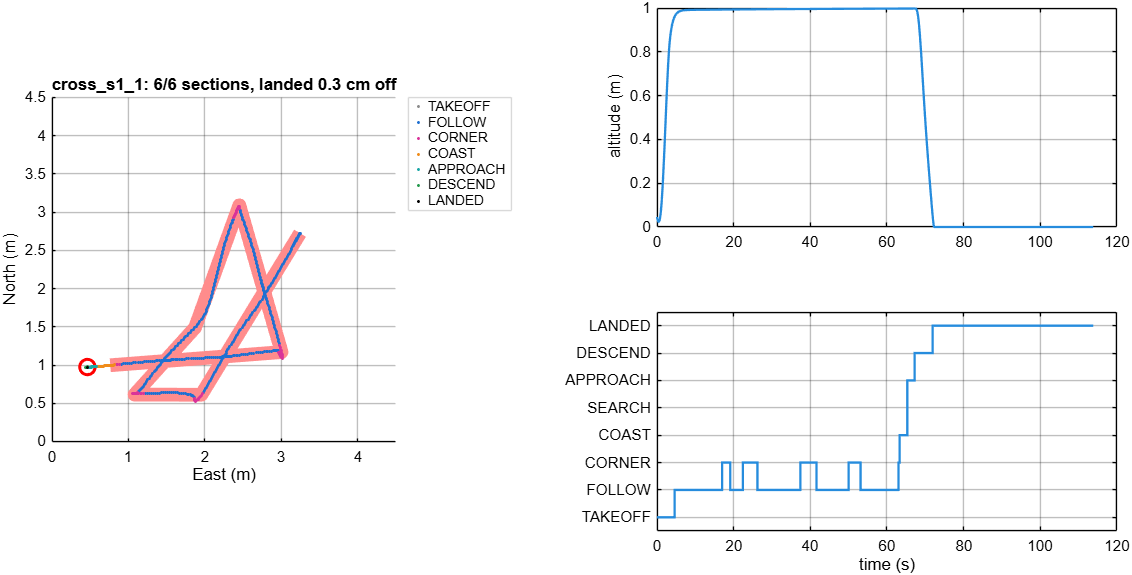 cross_s1_1: 6/6 sections, landed 0.3 cm off
4.5
4
3.5
3
2.5
2
1.5
1
0.5
0
0
1
2
3
4
East (m)
North (m)
TAKEOFF
FOLLOW
CORNER
COAST
APPROACH
DESCEND
LANDED
1
0.8
0.6
0.4
0.2
0
altitude (m)
0
20
40
60
80
100
120
LANDED
DESCEND
APPROACH
SEARCH
COAST
CORNER
FOLLOW
TAKEOFF
0
20
40
60
80
100
120
time (s)